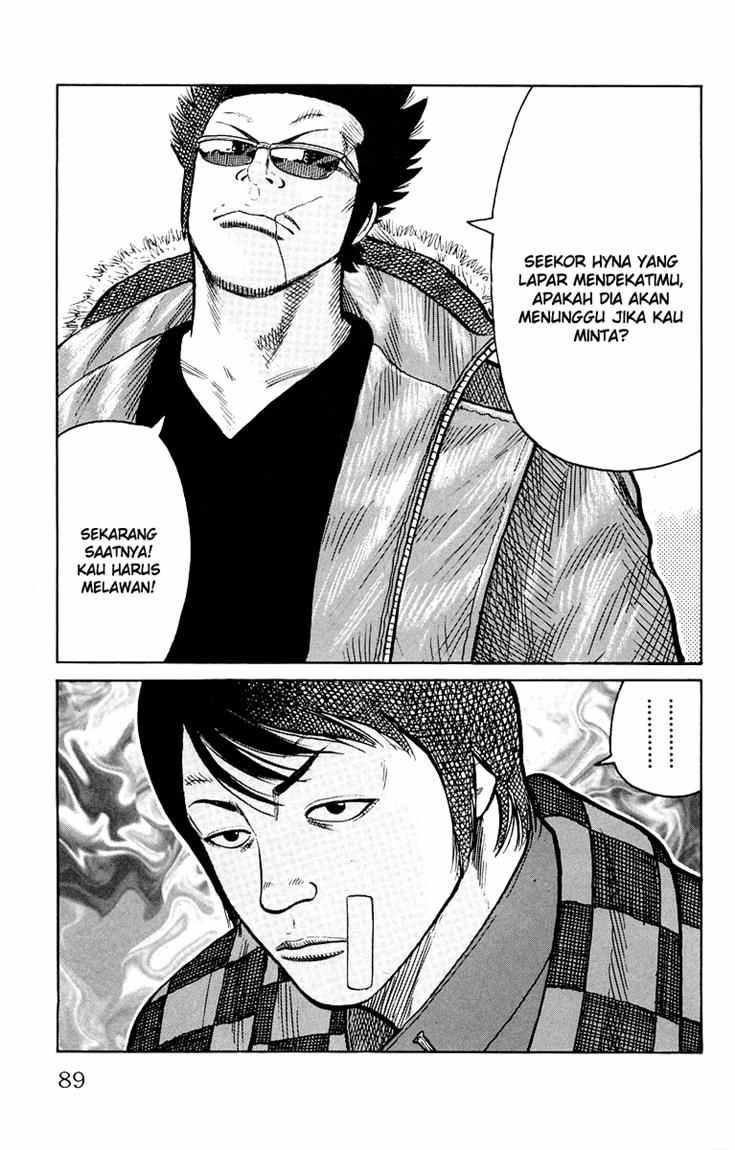 SEEKOR HYNA YANG
LAPAR MENDEKATIMU,
APAKAH DIA AKAN
MENUNGGU JIKA KAU
MINTA?
SEKARANG
SAATNYA!
KAU HARUS
MELAWAN!
........
........
89